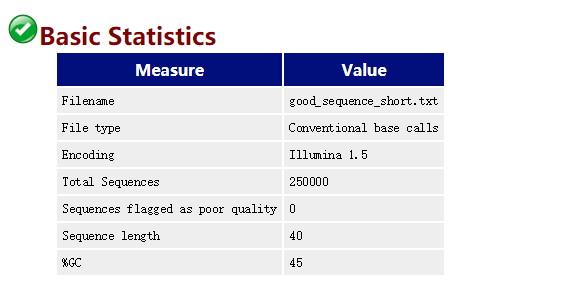 Basic Statistics
Measure Value
Filename good_sequence_short.txt
File type Conventional base calls
Encoding Illumina 1.5
Total Sequences 250000
Sequences flagged as poor quality 0
Sequence length 40
%GC 45